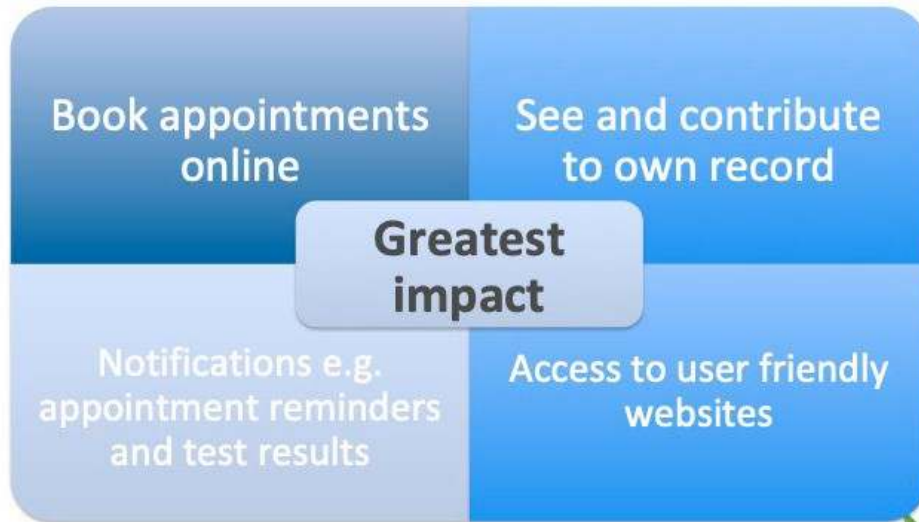 Book appointments
online
See and contribute
to own record
Greatest
impact
Notifications e.g.
appointment reminders
and test results
Access to user friendly
websites